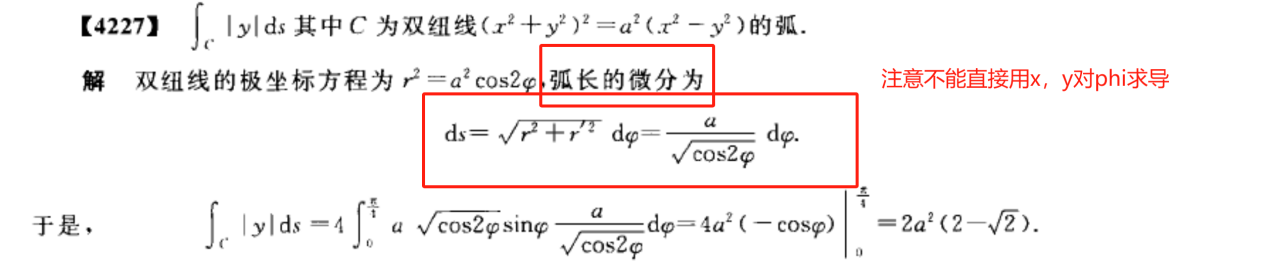 【4227】 ∫_C |y|ds 其中 C 为双纽线(x²+y²)²=a²(x²-y²)的弧.
解 双纽线的极坐标方程为 r²=a²cos2φ,弧长的微分为
注意不能直接用x，y对phi求导
ds=√(r²+r′²) dφ=a/√(cos2φ) dφ.
于是， ∫_C |y|ds=4∫_0^{π/4} a √(cos2φ) sinφ a/√(cos2φ) dφ=4a²(-cosφ)|_0^{π/4}=2a²(2-√2).